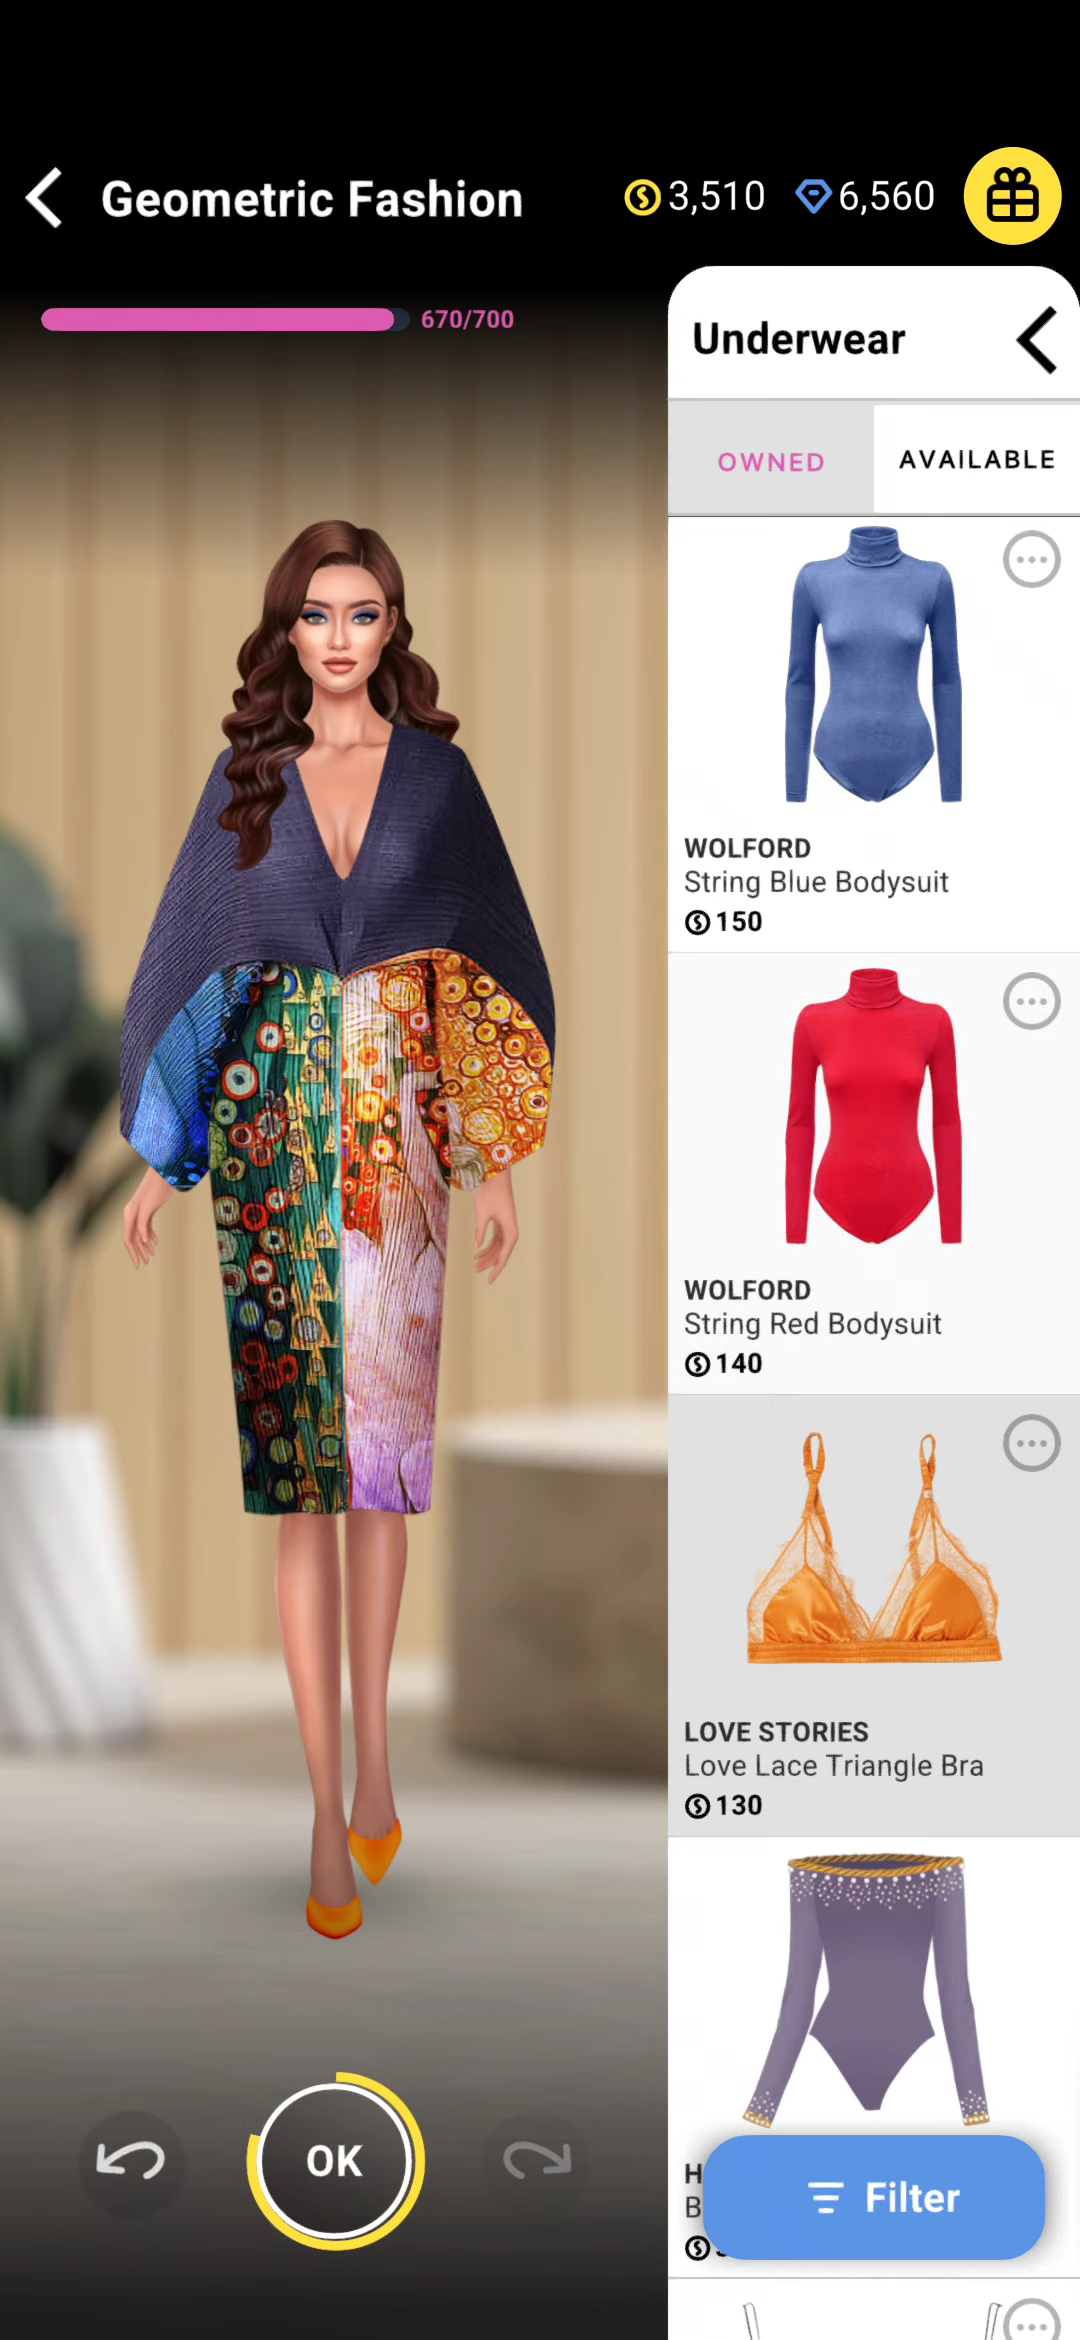 Geometric Fashion
3,510
6,560
670/700
Underwear
OWNED
AVAILABLE
WOLFORD
String Blue Bodysuit
150
WOLFORD
String Red Bodysuit
140
LOVE STORIES
Love Lace Triangle Bra
130
Filter
OK